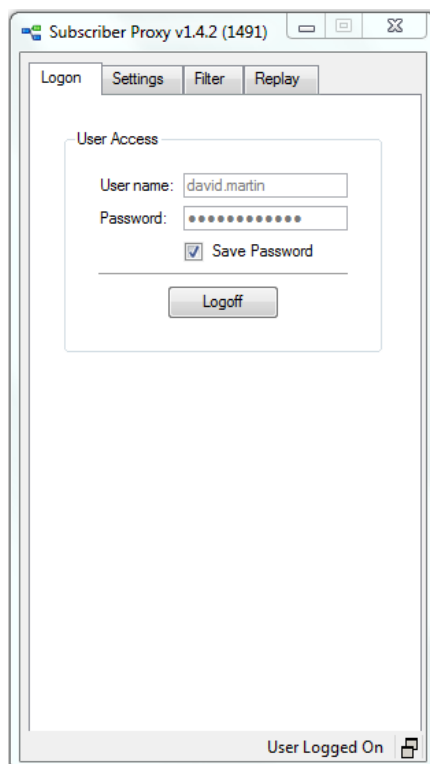 Subscriber Proxy v1.4.2 (1491)
Logon Settings Filter Replay
User Access
User name: david.martin
Password: ••••••••••••
Save Password
Logoff
User Logged On